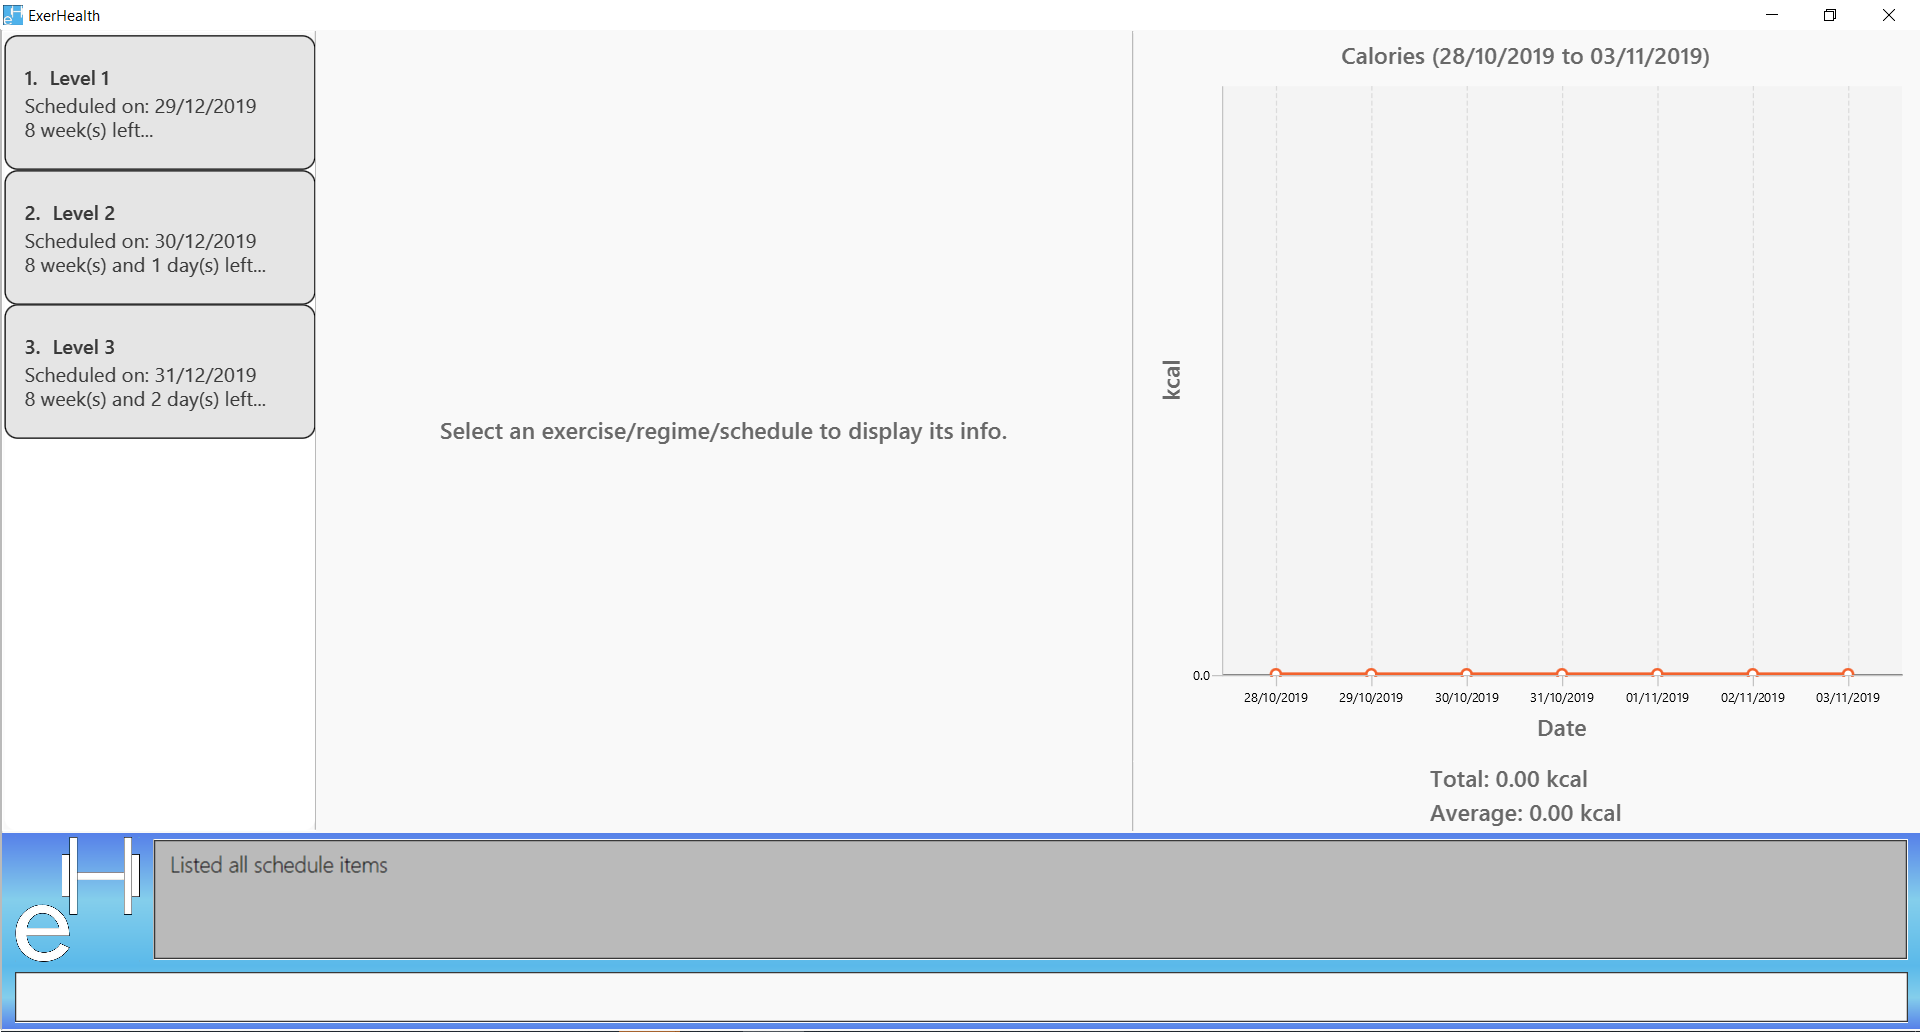 ExerHealth
1. Level 1
Scheduled on: 29/12/2019
8 week(s) left...
2. Level 2
Scheduled on: 30/12/2019
8 week(s) and 1 day(s) left...
3. Level 3
Scheduled on: 31/12/2019
8 week(s) and 2 day(s) left...
Select an exercise/regime/schedule to display its info.
Calories (28/10/2019 to 03/11/2019)
kcal
0.0
28/10/2019 29/10/2019 30/10/2019 31/10/2019 01/11/2019 02/11/2019 03/11/2019
Date
Total: 0.00 kcal
Average: 0.00 kcal
eH
Listed all schedule items